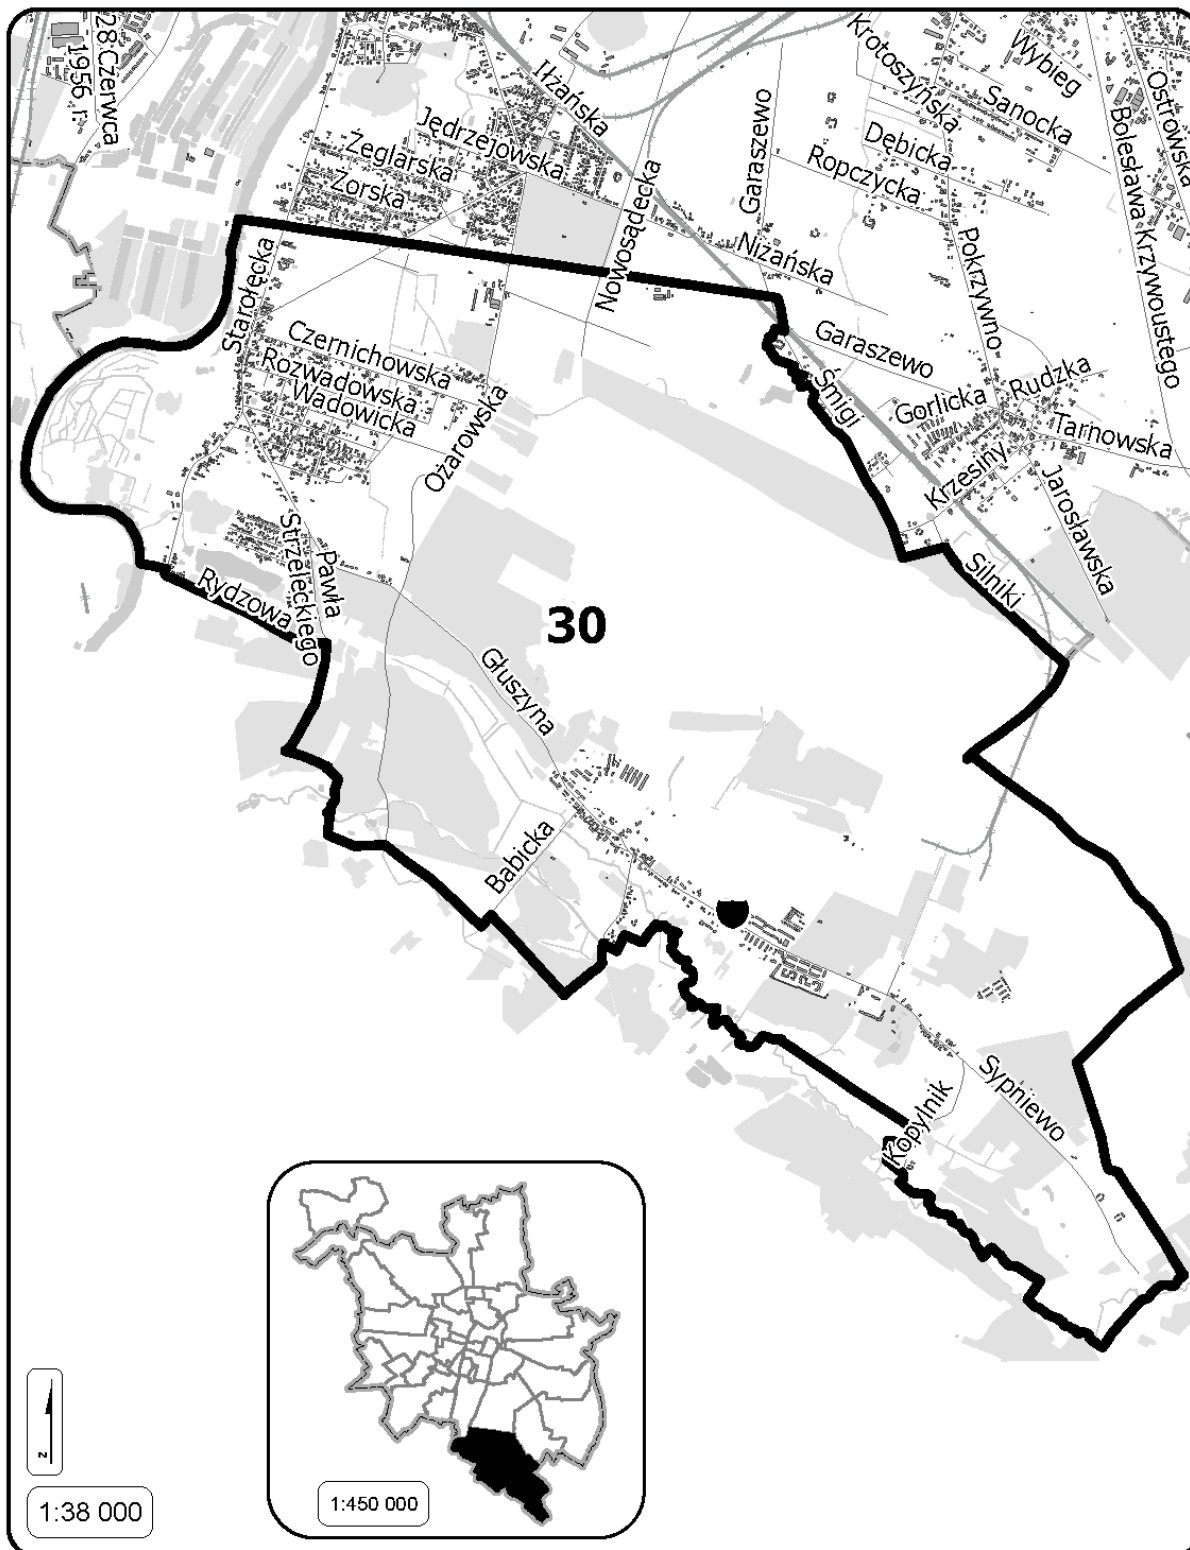 28 Czerwca
1956 r.
Iłżańska
Krotoszyńska
Wybieg
Sanocka
Ostrowska
Bolesława Krzywoustego
Jędrzejowska
Żeglarska
Żorska
Garaszewo
Dębicka
Ropczycka
Nowosądecka
Niżańska
Pokrzywno
Starołęcka
Czernichowska
Rozwadowska
Wadowicka
Ożarowska
Garaszewo
Śmigi
Gorlicka
Rudzka
Tarnowska
Krzesiny
Jarosławska
Silniki
Pawła
Strzeleckiego
Rydzowa
30
Głuszyna
Babicka
Sypniewo
Kopylnik
N
1:38 000
1:450 000